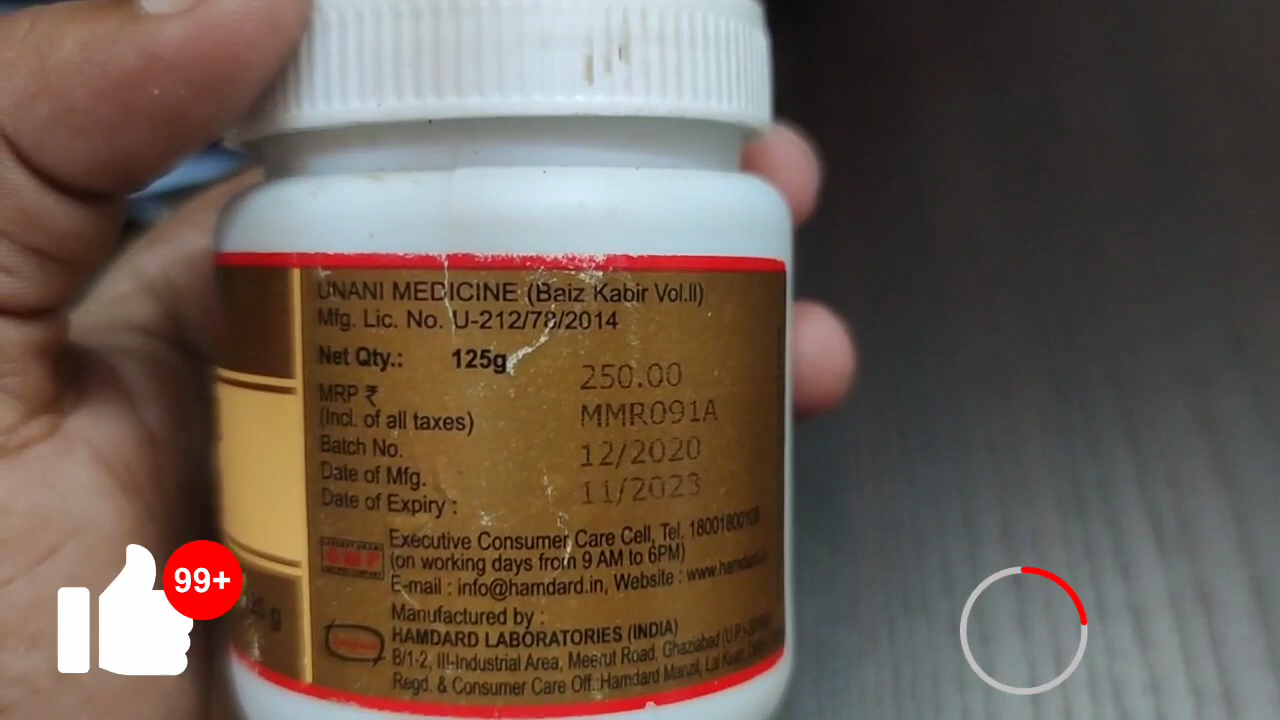 UNANI MEDICINE (Baiz Kabir Vol.II)
Mfg. Lic. No. U-212/78/2014
Net Qty.: 125g
MRP ₹ 250.00
(Incl. of all taxes)
Batch No. MMR091A
Date of Mfg. 12/2020
Date of Expiry : 11/2023
Executive Consumer Care Cell, Tel. 18001800108
(on working days from 9 AM to 6PM)
E-mail : info@hamdard.in, Website : www.hamdard.in
Manufactured by :
HAMDARD LABORATORIES (INDIA)
B/1-2, III-Industrial Area, Meerut Road, Ghaziabad (U.P.)
Regd. & Consumer Care Off.:Hamdard Manzil, Lal Kuan,
99+